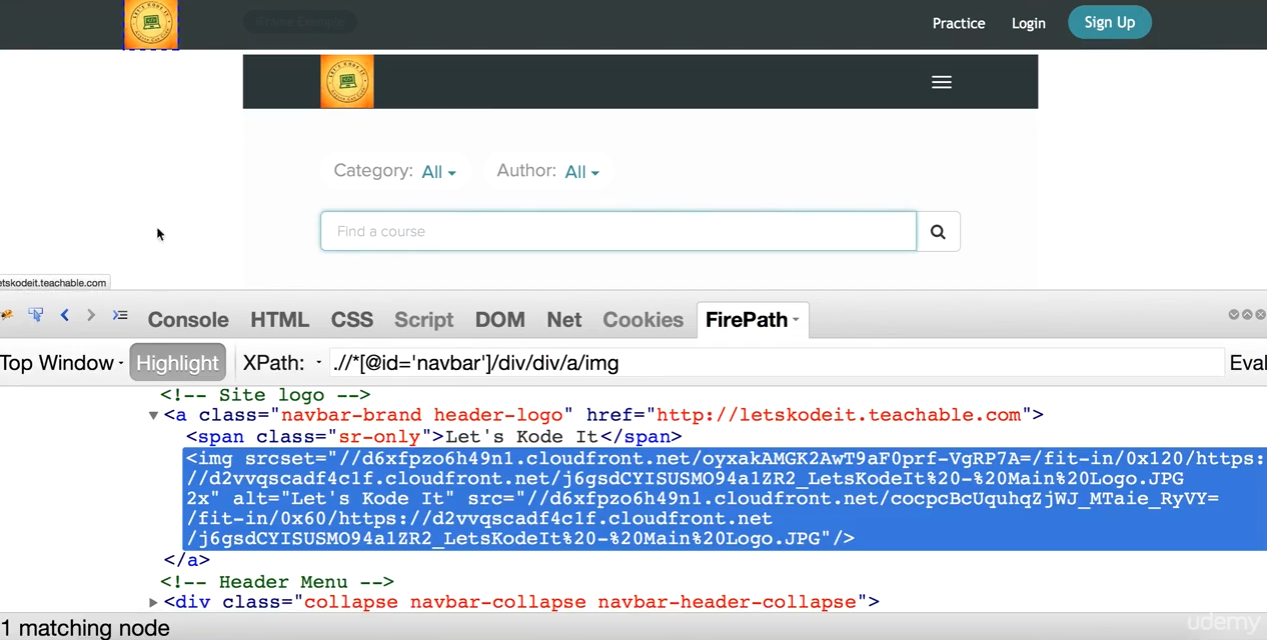 Practice Login Sign Up
Category: All Author: All
Find a course
etskodeit.teachable.com
Console HTML CSS Script DOM Net Cookies FirePath
Top Window Highlight XPath: .//*[@id='navbar']/div/div/a/img Eval
<!-- Site logo -->
<a class="navbar-brand header-logo" href="http://letskodeit.teachable.com">
<span class="sr-only">Let's Kode It</span>
<img srcset="//d6xfpzo6h49n1.cloudfront.net/oyxakAMGK2AwT9aF0prf-VgRP7A=/fit-in/0x120/https:
//d2vvqscadf4c1f.cloudfront.net/j6gsdCYISUSMO94a1ZR2_LetsKodeIt%20-%20Main%20Logo.JPG
2x" alt="Let's Kode It" src="//d6xfpzo6h49n1.cloudfront.net/cocpcBcUquhqZjWJ_MTaie_RyVY=
/fit-in/0x60/https://d2vvqscadf4c1f.cloudfront.net
/j6gsdCYISUSMO94a1ZR2_LetsKodeIt%20-%20Main%20Logo.JPG"/>
</a>
<!-- Header Menu -->
<div class="collapse navbar-collapse navbar-header-collapse">
1 matching node
udemy